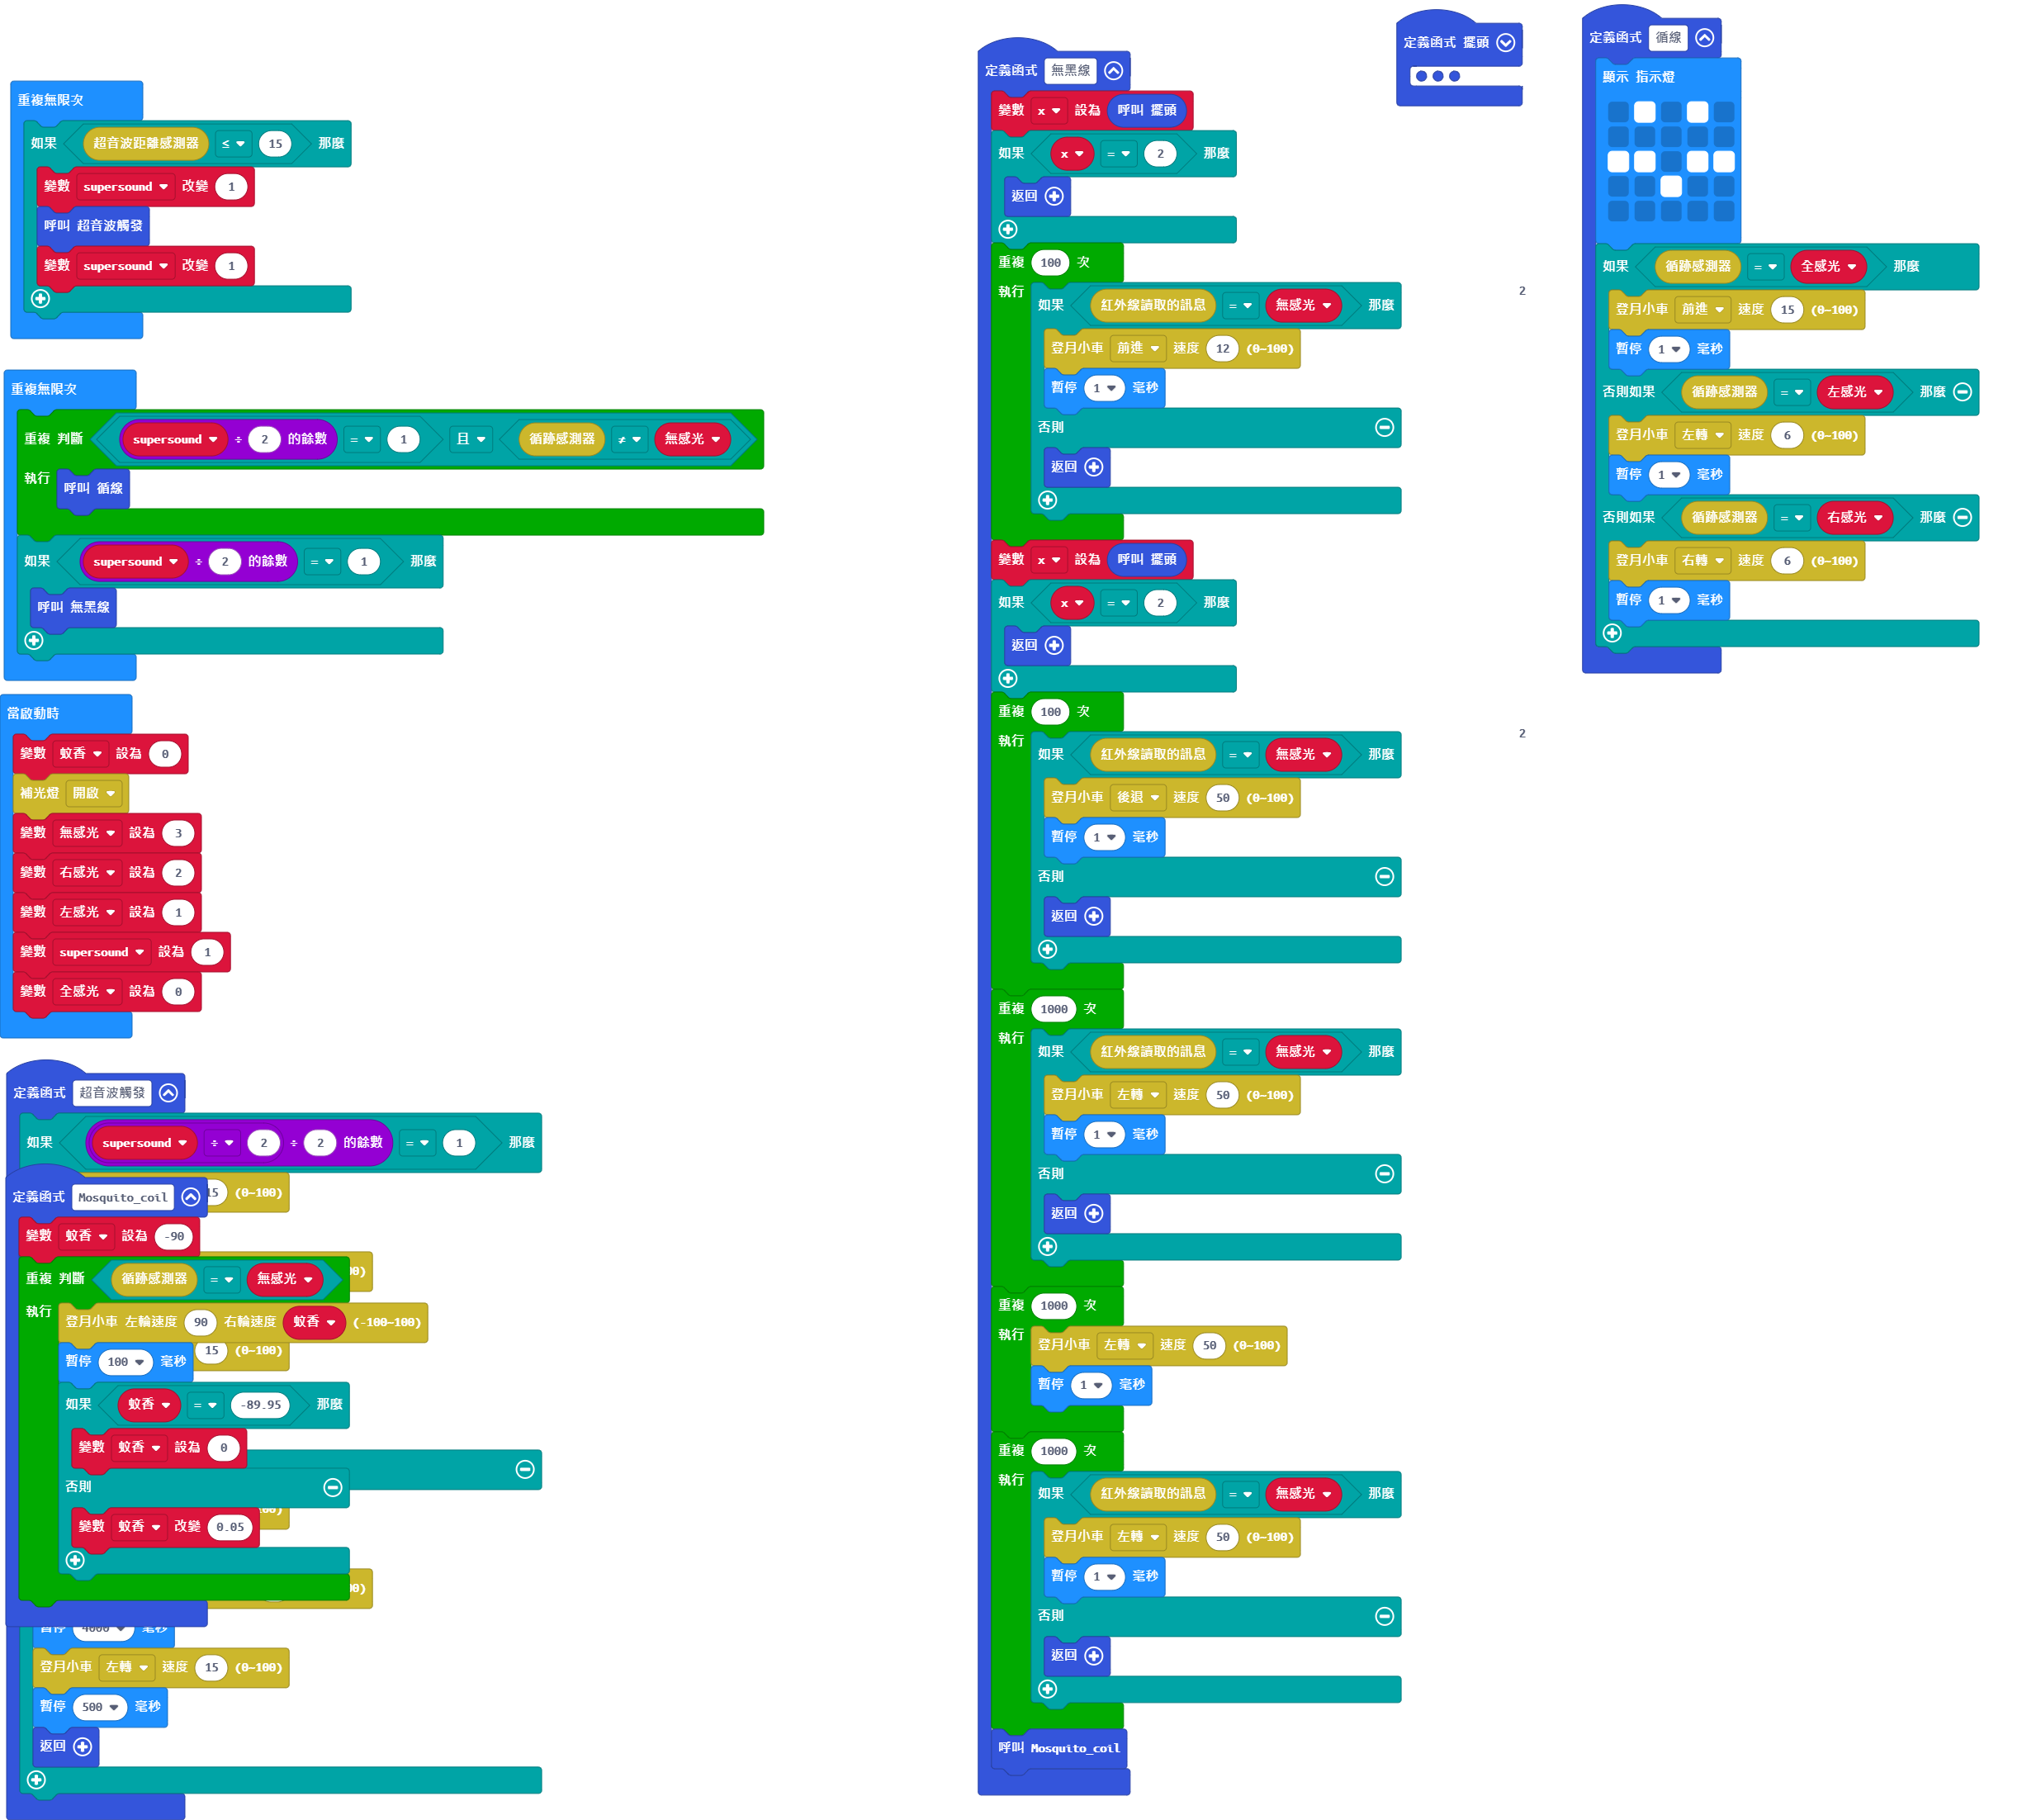 重複無限次
如果 超音波距離感測器 ≤ 15 那麼
變數 supersound 改變 1
呼叫 超音波觸發
變數 supersound 改變 1
重複無限次
重複 判斷 supersound ÷ 2 的餘數 = 1 且 循跡感測器 ≠ 無感光
執行 呼叫 循線
如果 supersound ÷ 2 的餘數 = 1 那麼
呼叫 無黑線
當啟動時
變數 蚊香 設為 0
補光燈 開啟
變數 無感光 設為 3
變數 右感光 設為 2
變數 左感光 設為 1
變數 supersound 設為 1
變數 全感光 設為 0
定義函式 超音波觸發
如果 supersound ÷ 2 ÷ 2 的餘數 = 1 那麼
15 (0-100)
定義函式 Mosquito_coil
變數 蚊香 設為 -90
重複 判斷 循跡感測器 = 無感光
執行 登月小車 左輪速度 90 右輪速度 蚊香 (-100-100)
15 (0-100)
暫停 100 毫秒
如果 蚊香 = -89.95 那麼
變數 蚊香 設為 0
否則
變數 蚊香 改變 0.05
暫停 4000 毫秒
登月小車 左轉 速度 15 (0-100)
暫停 500 毫秒
返回
定義函式 無黑線
變數 x 設為 呼叫 擺頭
如果 x = 2 那麼
返回
重複 100 次
執行 如果 紅外線讀取的訊息 = 無感光 那麼
登月小車 前進 速度 12 (0-100)
暫停 1 毫秒
否則
返回
變數 x 設為 呼叫 擺頭
如果 x = 2 那麼
返回
重複 100 次
執行 如果 紅外線讀取的訊息 = 無感光 那麼
登月小車 後退 速度 50 (0-100)
暫停 1 毫秒
否則
返回
重複 1000 次
執行 如果 紅外線讀取的訊息 = 無感光 那麼
登月小車 左轉 速度 50 (0-100)
暫停 1 毫秒
否則
返回
重複 1000 次
執行 登月小車 左轉 速度 50 (0-100)
暫停 1 毫秒
重複 1000 次
執行 如果 紅外線讀取的訊息 = 無感光 那麼
登月小車 左轉 速度 50 (0-100)
暫停 1 毫秒
否則
返回
呼叫 Mosquito_coil
定義函式 擺頭
2
2
定義函式 循線
顯示 指示燈
如果 循跡感測器 = 全感光 那麼
登月小車 前進 速度 15 (0-100)
暫停 1 毫秒
否則如果 循跡感測器 = 左感光 那麼
登月小車 左轉 速度 6 (0-100)
暫停 1 毫秒
否則如果 循跡感測器 = 右感光 那麼
登月小車 右轉 速度 6 (0-100)
暫停 1 毫秒